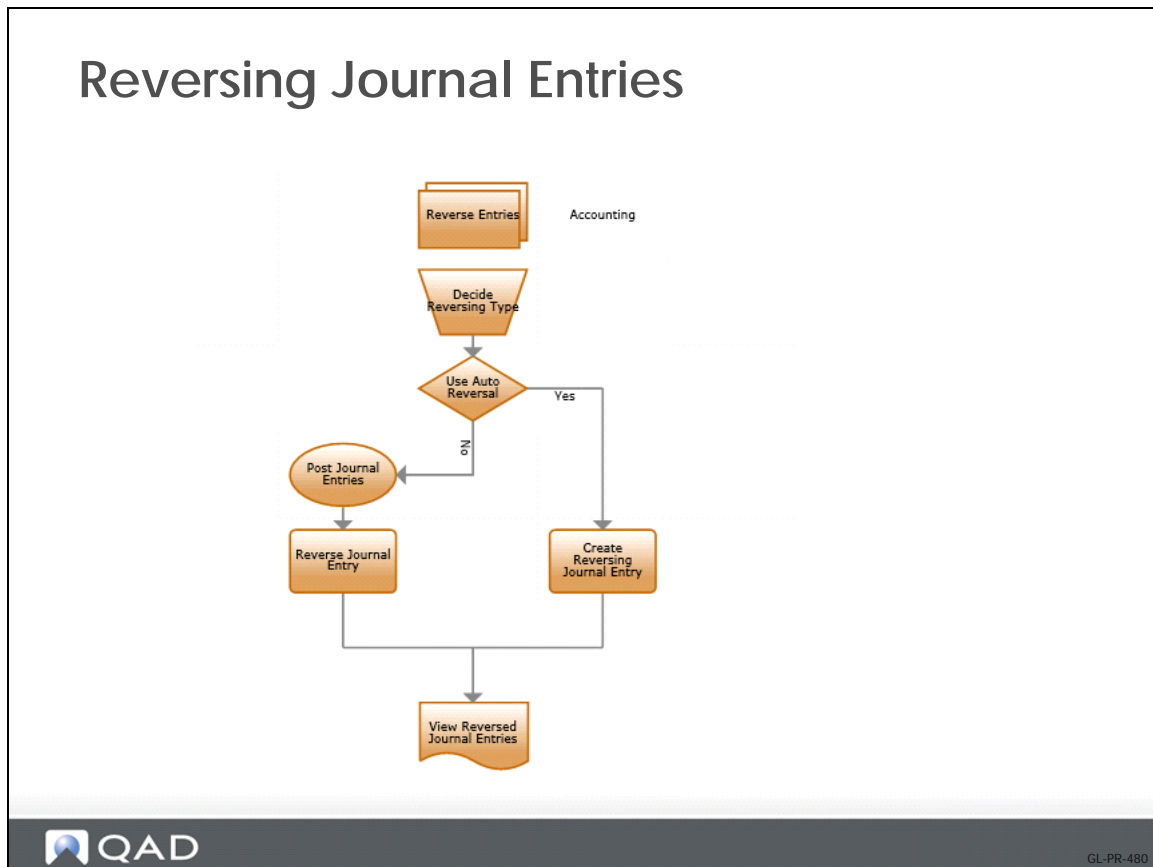 Reversing Journal Entries
Reverse Entries
Accounting
Decide
Reversing Type
Use Auto
Reversal
Yes
No
Post Journal
Entries
Reverse Journal
Entry
Create
Reversing
Journal Entry
View Reversed
Journal Entries
QAD
GL-PR-480